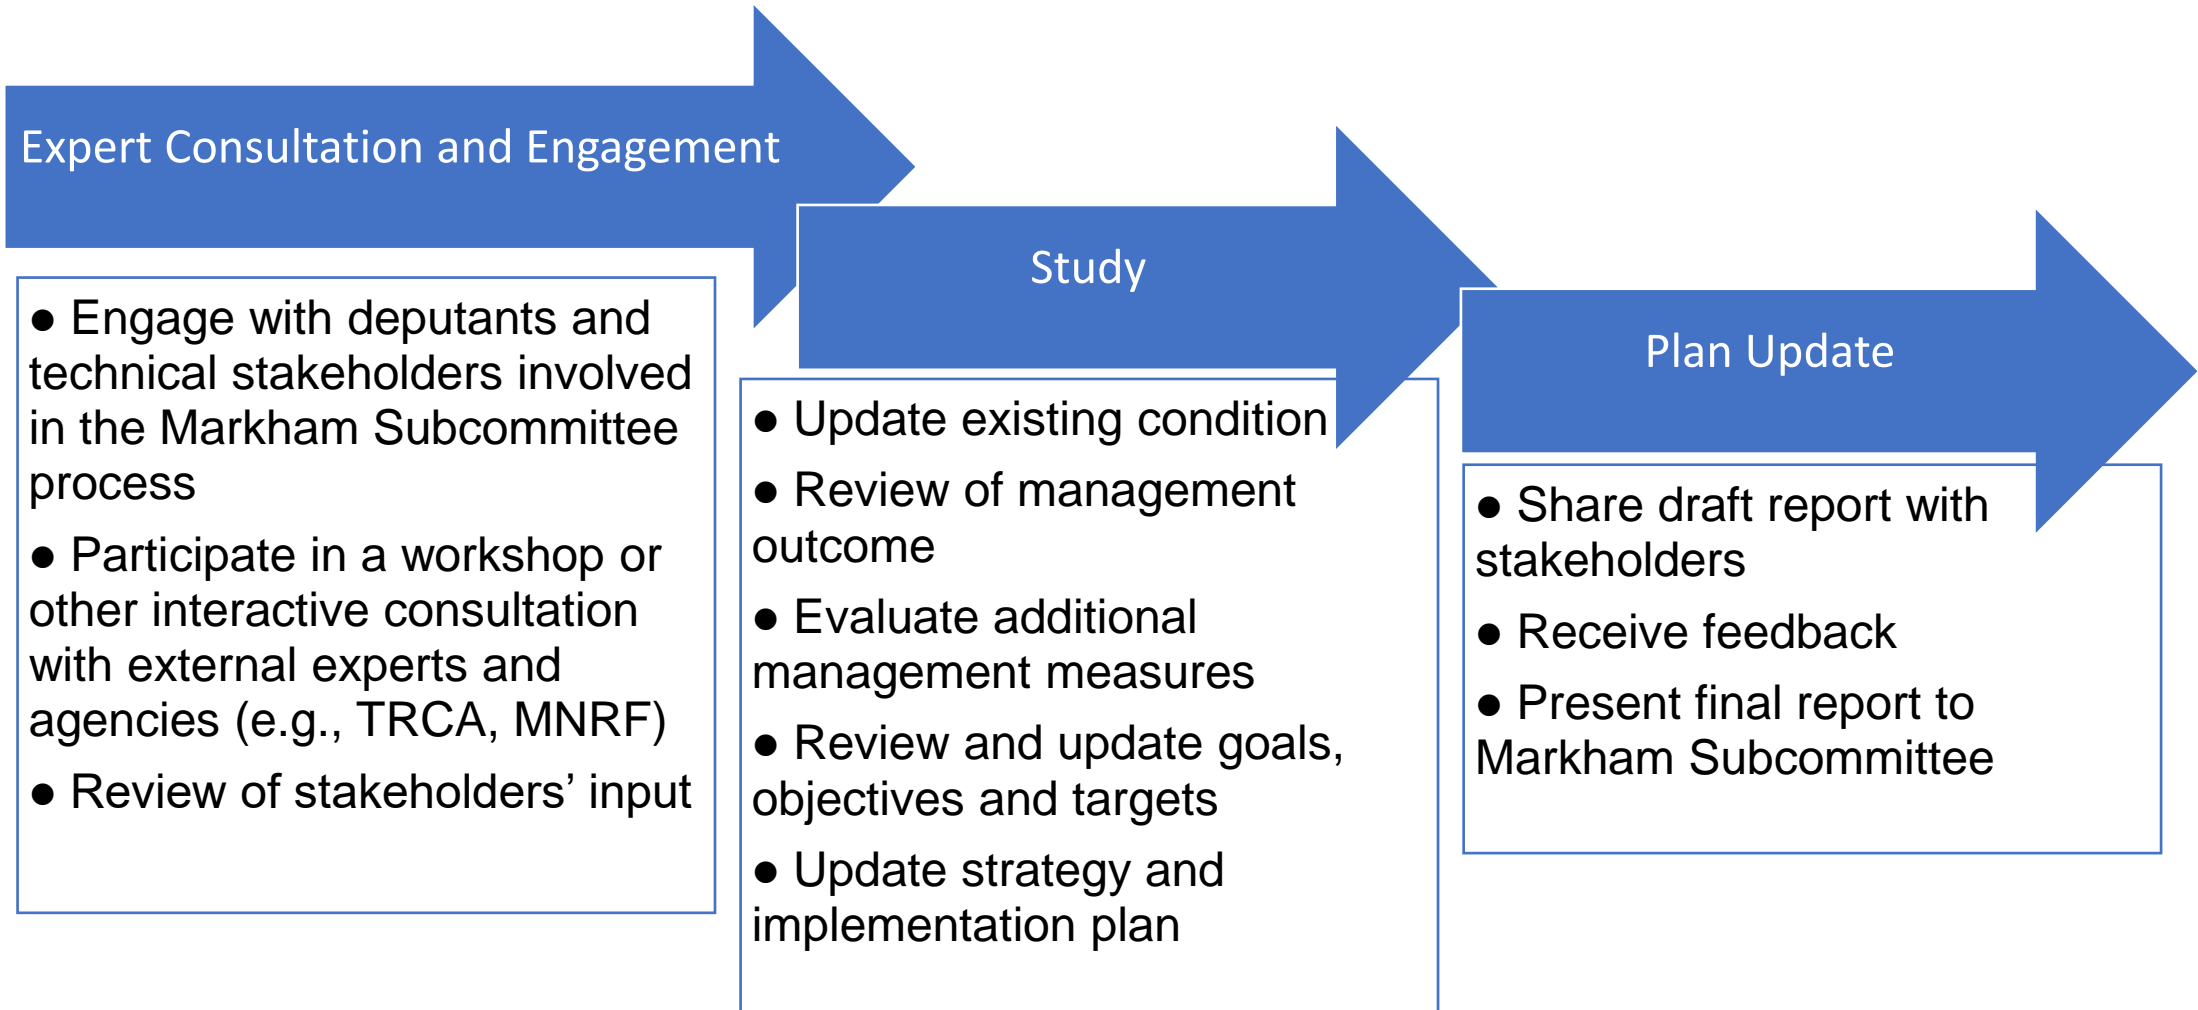 Expert Consultation and Engagement
● Engage with deputants and
technical stakeholders involved
in the Markham Subcommittee
process
● Participate in a workshop or
other interactive consultation
with external experts and
agencies (e.g., TRCA, MNRF)
● Review of stakeholders’ input
Study
● Update existing condition
● Review of management
outcome
● Evaluate additional
management measures
● Review and update goals,
objectives and targets
● Update strategy and
implementation plan
Plan Update
● Share draft report with
stakeholders
● Receive feedback
● Present final report to
Markham Subcommittee